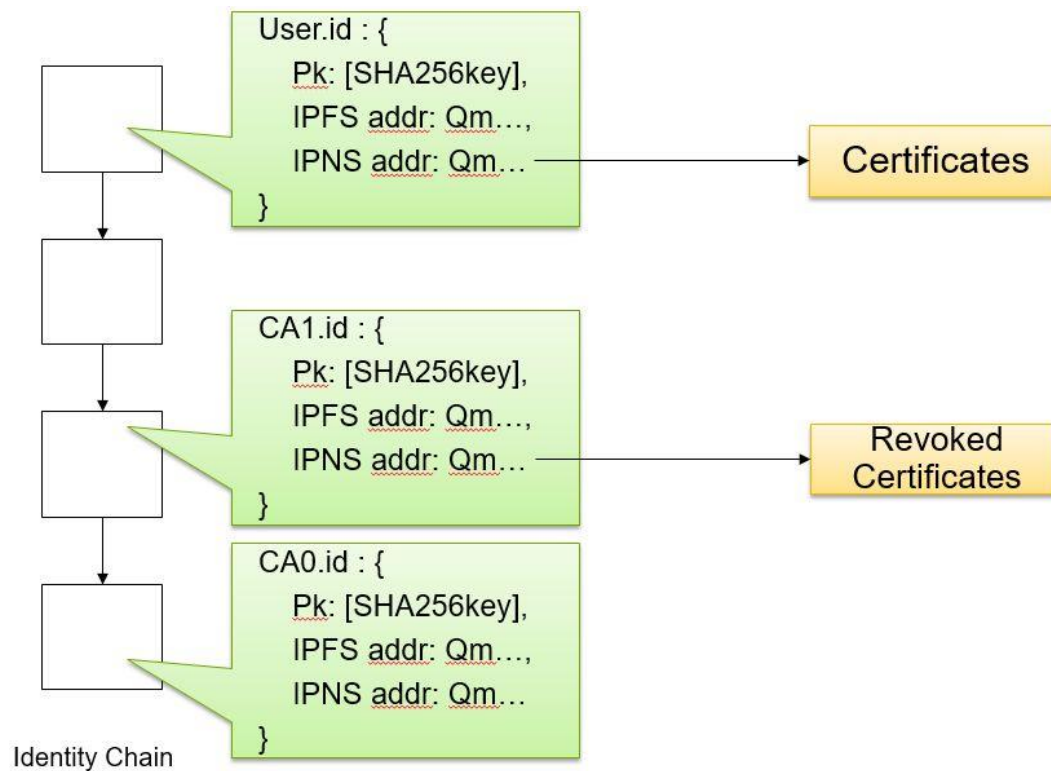 User.id : {
Pk: [SHA256key],
IPFS addr: Qm…,
IPNS addr: Qm…
}
Certificates
CA1.id : {
Pk: [SHA256key],
IPFS addr: Qm…,
IPNS addr: Qm…
}
Revoked
Certificates
CA0.id : {
Pk: [SHA256key],
IPFS addr: Qm…,
IPNS addr: Qm…
}
Identity Chain